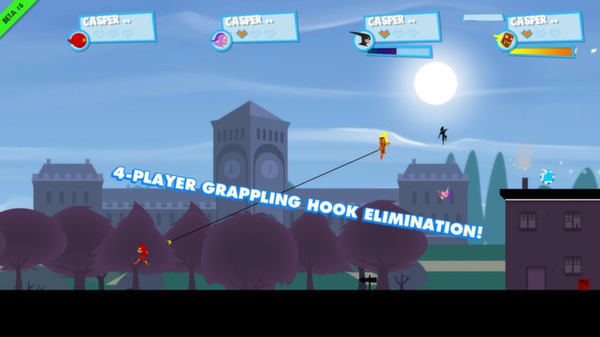 BETA r6
CASPER
CASPER
CASPER
CASPER
4-PLAYER GRAPPLING HOOK ELIMINATION!